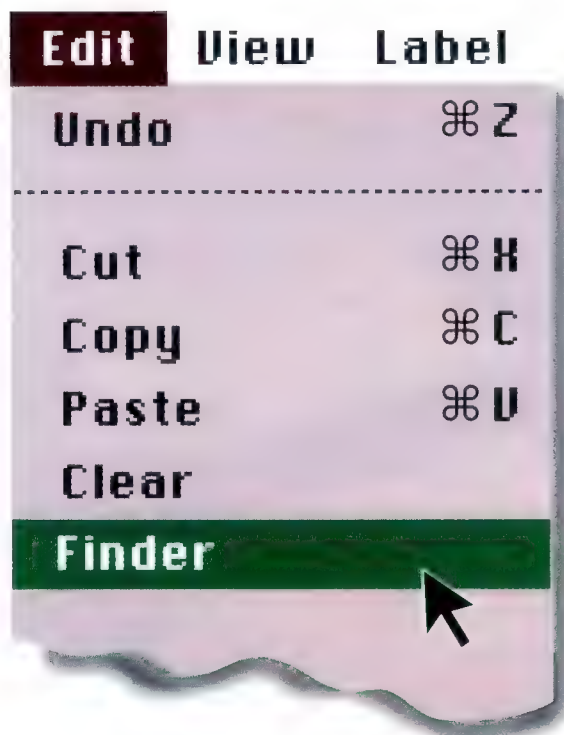 Edit View Label
Undo ⌘Z
Cut ⌘X
Copy ⌘C
Paste ⌘V
Clear
Finder